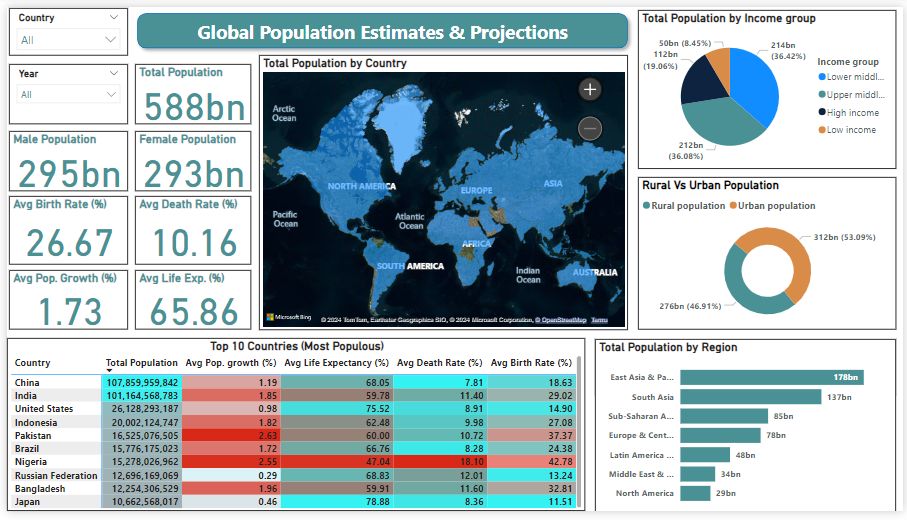 Country
All
Year
All
Global Population Estimates & Projections
Total Population
588bn
Male Population
295bn
Female Population
293bn
Avg Birth Rate (%)
26.67
Avg Death Rate (%)
10.16
Avg Pop. Growth (%)
1.73
Avg Life Exp. (%)
65.86
Total Population by Country
Arctic
Ocean
NORTH AMERICA
EUROPE
ASIA
Pacific
Ocean
Atlantic
Ocean
AFRICA
SOUTH AMERICA
Indian
Ocean
AUSTRALIA
Microsoft Bing
© 2024 TomTom, Earthstar Geographics SIO, © 2024 Microsoft Corporation, © OpenStreetMap Terms
Total Population by Income group
50bn (8.45%)
112bn
(19.06%)
214bn
(36.42%)
212bn
(36.08%)
Income group
Lower middl...
Upper middl...
High income
Low income
Rural Vs Urban Population
Rural population Urban population
312bn (53.09%)
276bn (46.91%)
Top 10 Countries (Most Populous)
Country Total Population Avg Pop. growth (%) Avg Life Expectancy (%) Avg Death Rate (%) Avg Birth Rate (%)
China 107,859,959,842 1.19 68.05 7.81 18.63
India 101,164,568,783 1.85 59.78 11.40 29.02
United States 26,128,293,187 0.98 75.52 8.91 14.90
Indonesia 20,002,124,747 1.82 62.48 9.98 27.08
Pakistan 16,525,076,505 2.63 60.00 10.72 37.37
Brazil 15,776,175,023 1.72 66.76 8.28 24.38
Nigeria 15,278,026,962 2.55 47.04 18.10 42.78
Russian Federation 12,696,169,069 0.29 68.83 12.01 13.24
Bangladesh 12,254,306,529 1.96 59.91 11.60 32.81
Japan 10,662,568,017 0.46 78.88 8.36 11.51
Total Population by Region
East Asia & Pa... 178bn
South Asia 137bn
Sub-Saharan A... 85bn
Europe & Cent... 78bn
Latin America ... 48bn
Middle East & ... 34bn
North America 29bn